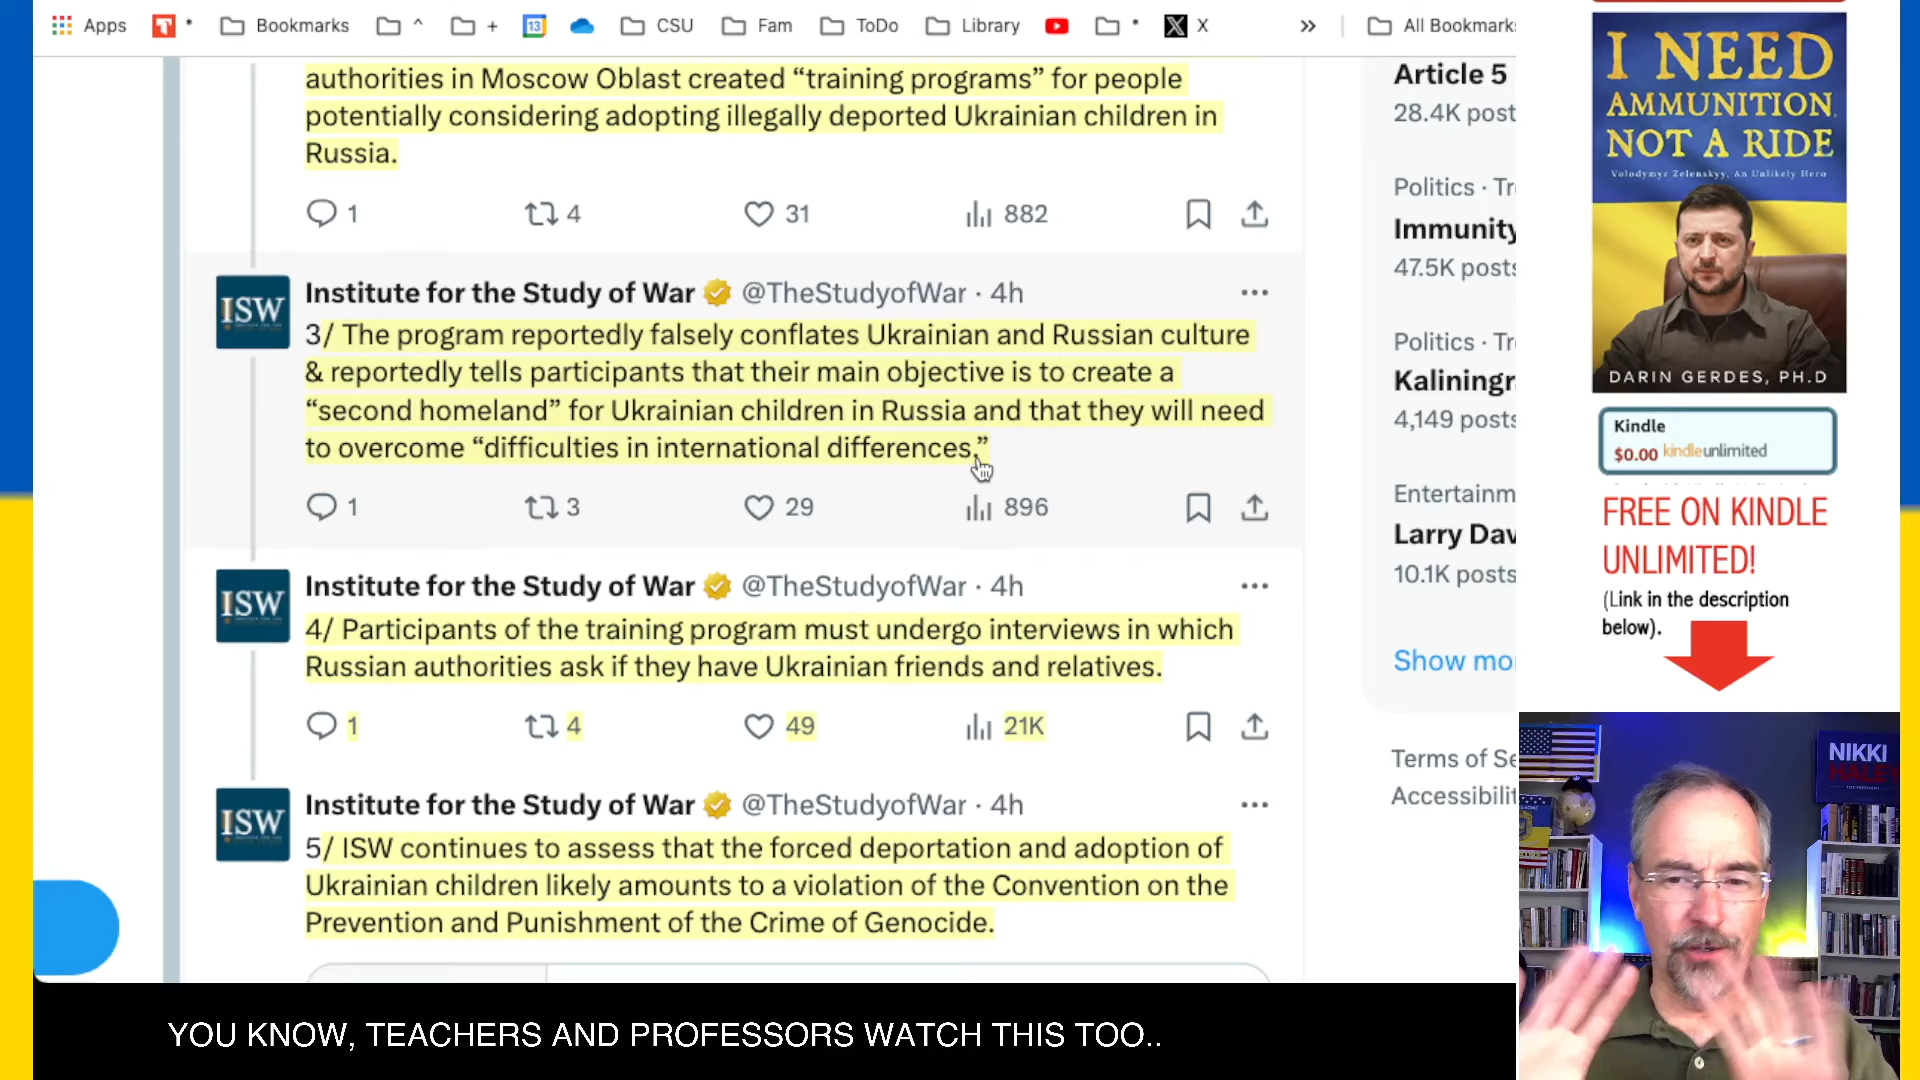 Apps
Bookmarks
^
+
13
CSU
Fam
ToDo
Library
*
X
»
All Bookmarks
authorities in Moscow Oblast created “training programs” for people
potentially considering adopting illegally deported Ukrainian children in
Russia.
1 4 31 882
ISW
Institute for the Study of War @TheStudyofWar · 4h
3/ The program reportedly falsely conflates Ukrainian and Russian culture
& reportedly tells participants that their main objective is to create a
“second homeland” for Ukrainian children in Russia and that they will need
to overcome “difficulties in international differences.”
1 3 29 896
ISW
Institute for the Study of War @TheStudyofWar · 4h
4/ Participants of the training program must undergo interviews in which
Russian authorities ask if they have Ukrainian friends and relatives.
1 4 49 21K
ISW
Institute for the Study of War @TheStudyofWar · 4h
5/ ISW continues to assess that the forced deportation and adoption of
Ukrainian children likely amounts to a violation of the Convention on the
Prevention and Punishment of the Crime of Genocide.
Article 5
28.4K post
Politics · Tr
Immunity
47.5K posts
Politics · Tr
Kaliningr
4,149 posts
Entertainm
Larry Dav
10.1K posts
Show mo
Terms of Se
Accessibilit
I NEED
AMMUNITION,
NOT A RIDE
Volodymyr Zelenskyy, An Unlikely Hero
DARIN GERDES, PH.D
Kindle
$0.00 kindleunlimited
FREE ON KINDLE
UNLIMITED!
(Link in the description
below).
NIKKI
HALEY
FOR PRESIDENT
YOU KNOW, TEACHERS AND PROFESSORS WATCH THIS TOO..